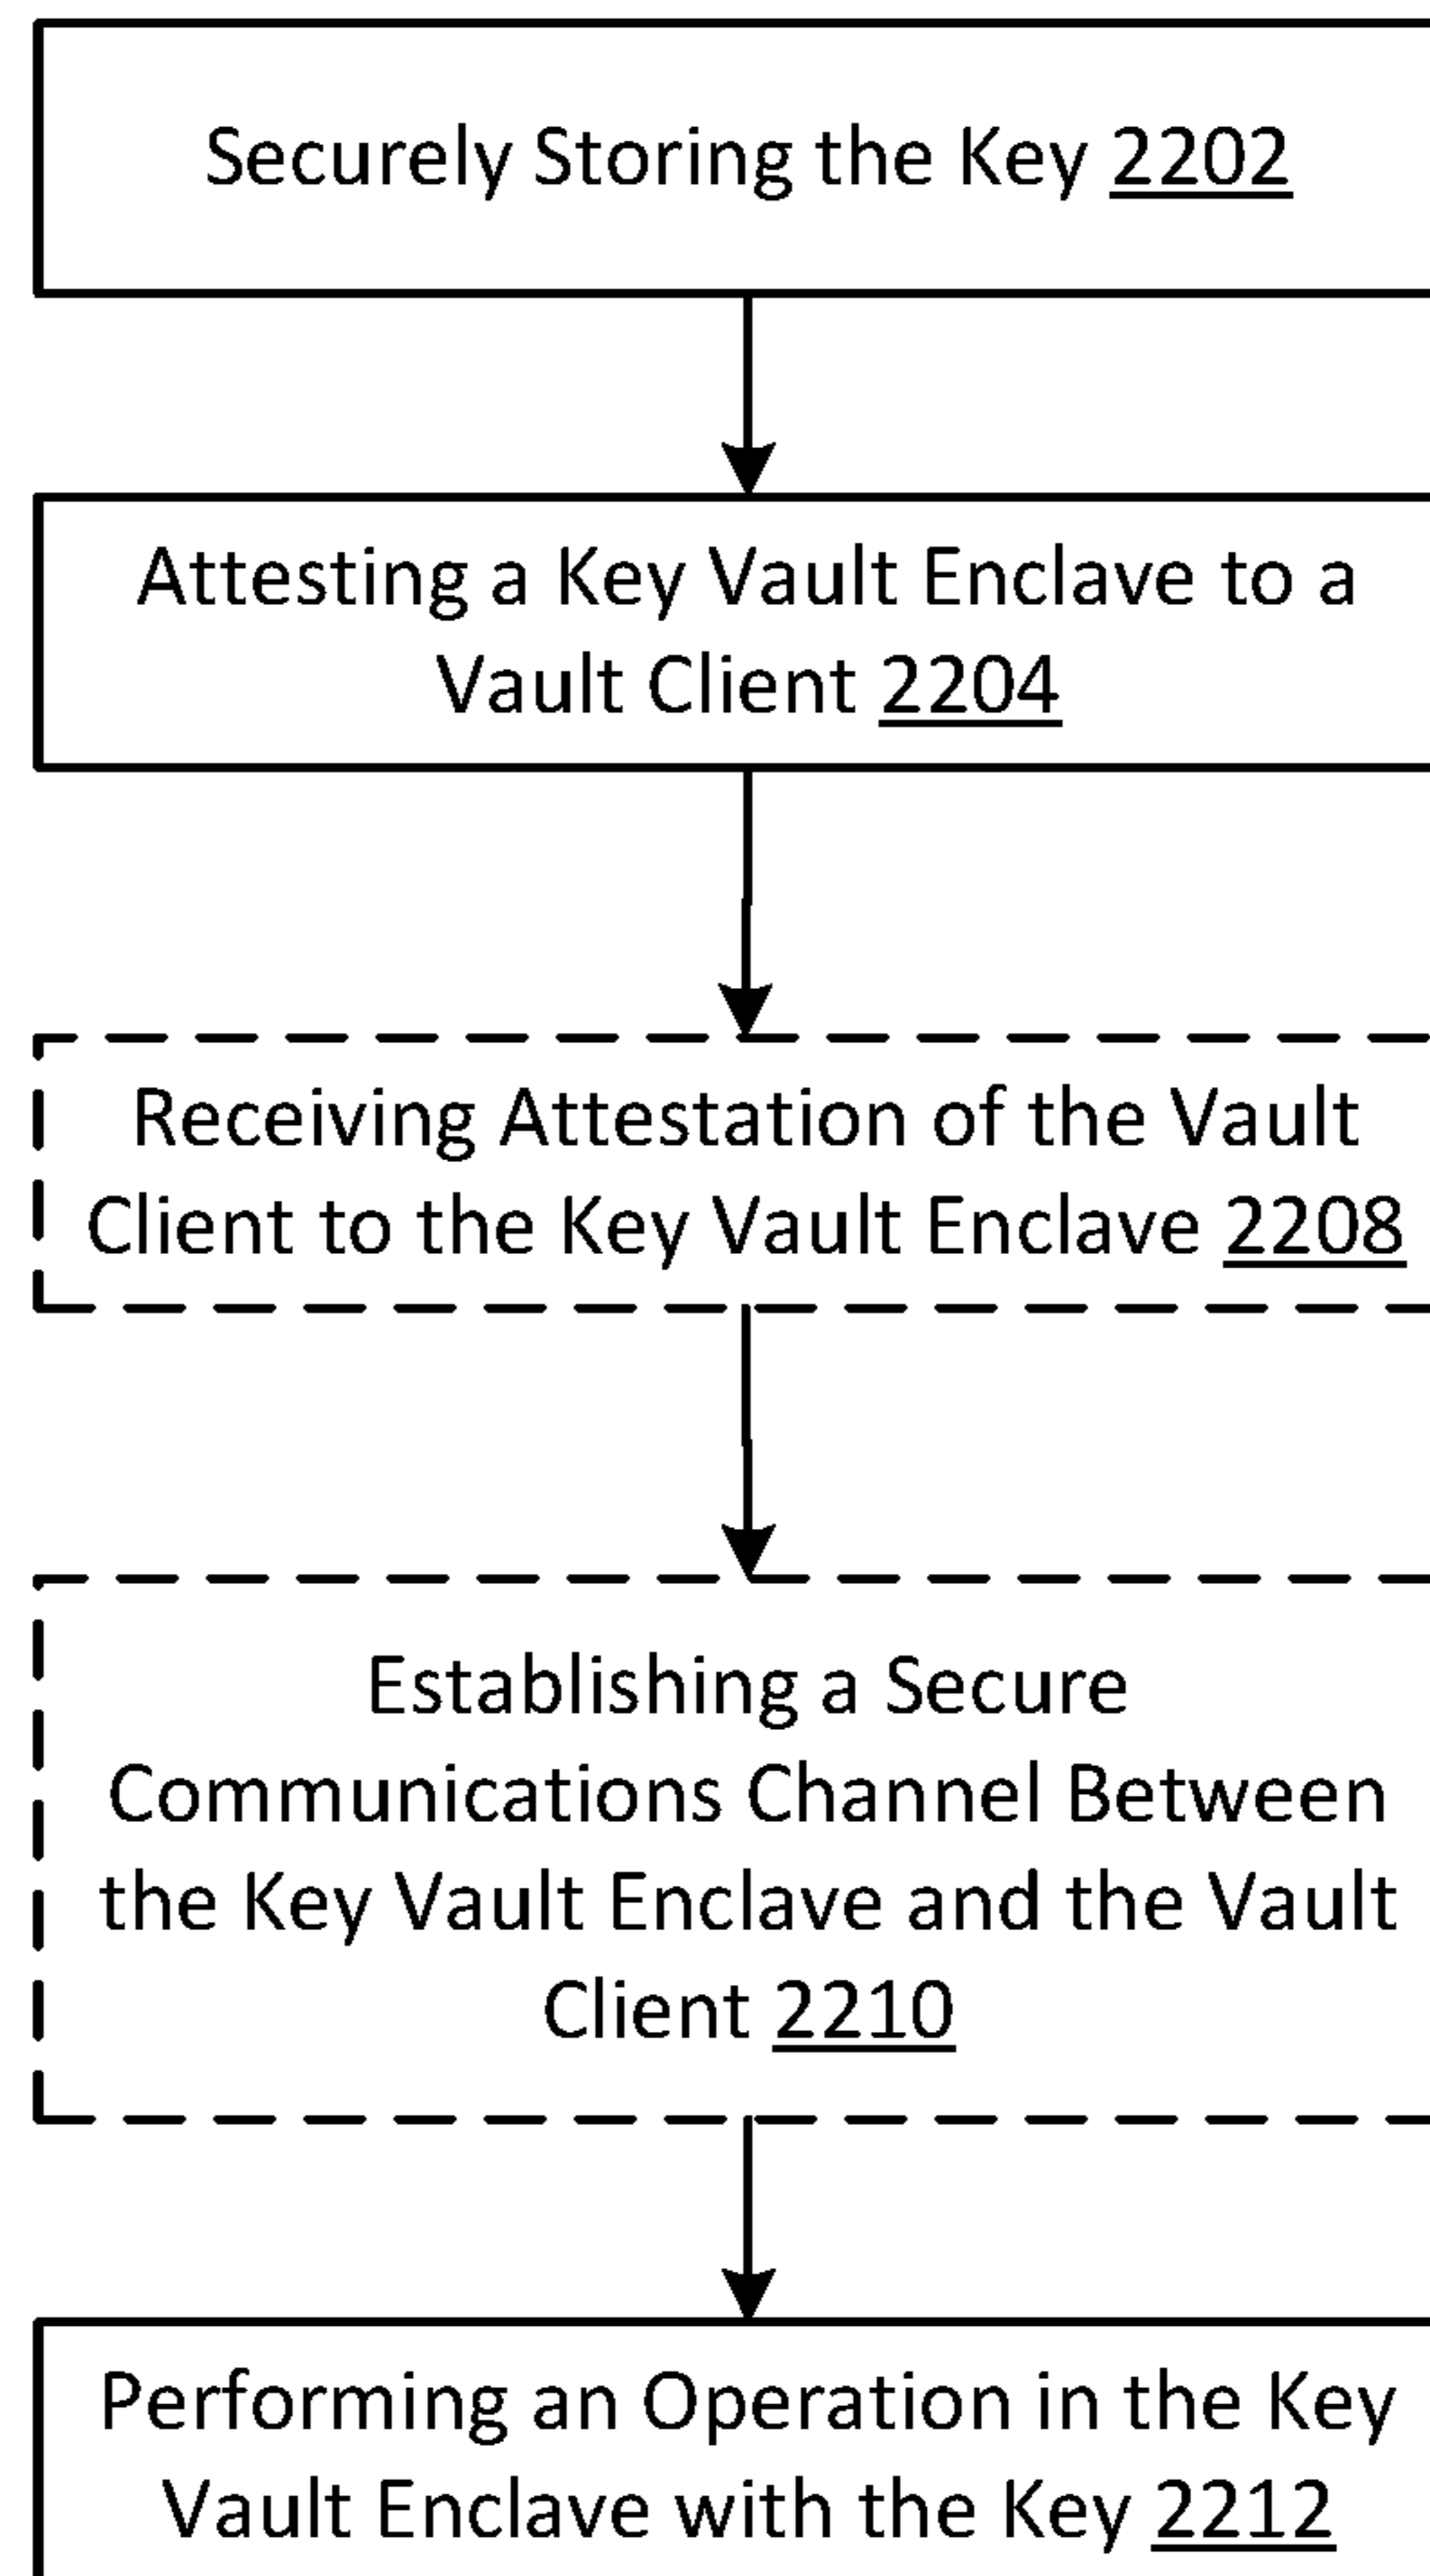 Securely Storing the Key 2202
Attesting a Key Vault Enclave to a
Vault Client 2204
Receiving Attestation of the Vault
Client to the Key Vault Enclave 2208
Establishing a Secure
Communications Channel Between
the Key Vault Enclave and the Vault
Client 2210
Performing an Operation in the Key
Vault Enclave with the Key 2212